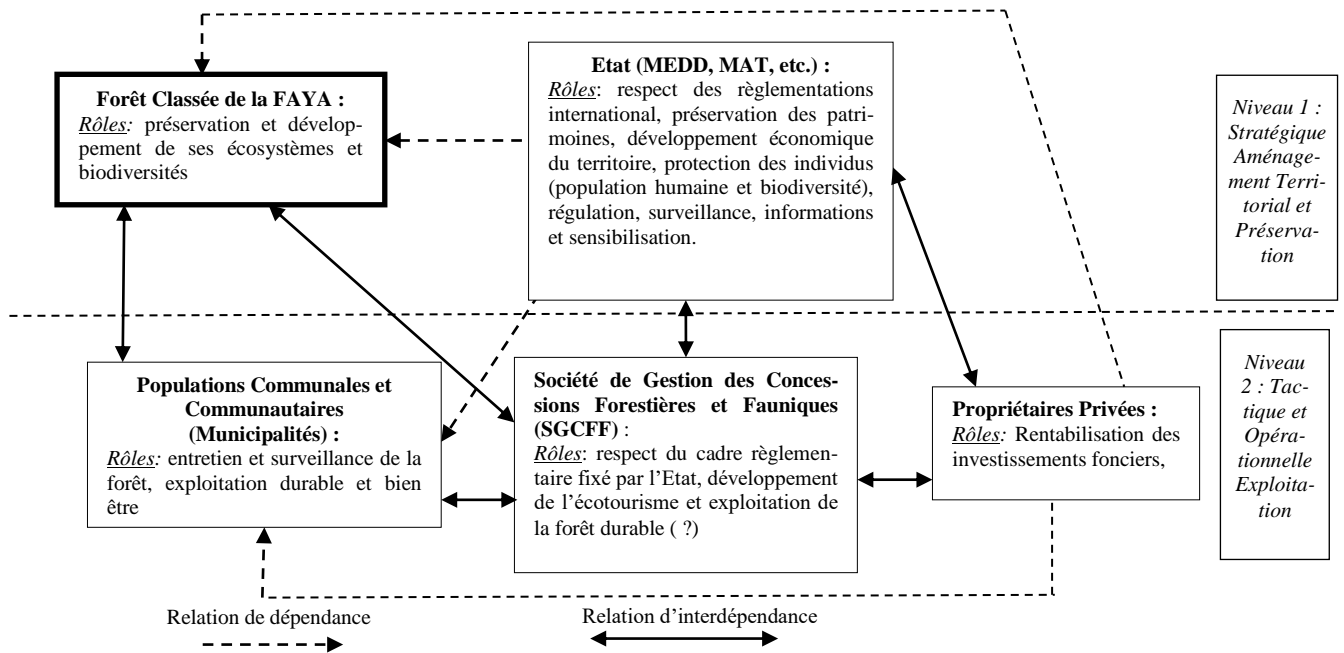 Forêt Classée de la FAYA :
Rôles: préservation et dévelop-
pement de ses écosystèmes et
biodiversités
Etat (MEDD, MAT, etc.) :
Rôles: respect des règlementations
international, préservation des patri-
moines, développement économique
du territoire, protection des individus
(population humaine et biodiversité),
régulation, surveillance, informations
et sensibilisation.
Niveau 1 :
Stratégique
Aménage-
ment Terri-
torial et
Préserva-
tion
Populations Communales et
Communautaires
(Municipalités) :
Rôles: entretien et surveillance de la
forêt, exploitation durable et bien
être
Société de Gestion des Conces-
sions Forestières et Fauniques
(SGCFF) :
Rôles: respect du cadre règlemen-
taire fixé par l’Etat, développement
de l’écotourisme et exploitation de
la forêt durable ( ?)
Propriétaires Privées :
Rôles: Rentabilisation des
investissements fonciers,
Niveau
2 : Tac-
tique et
Opéra-
tionnelle
Exploita-
tion
Relation de dépendance
Relation d’interdépendance